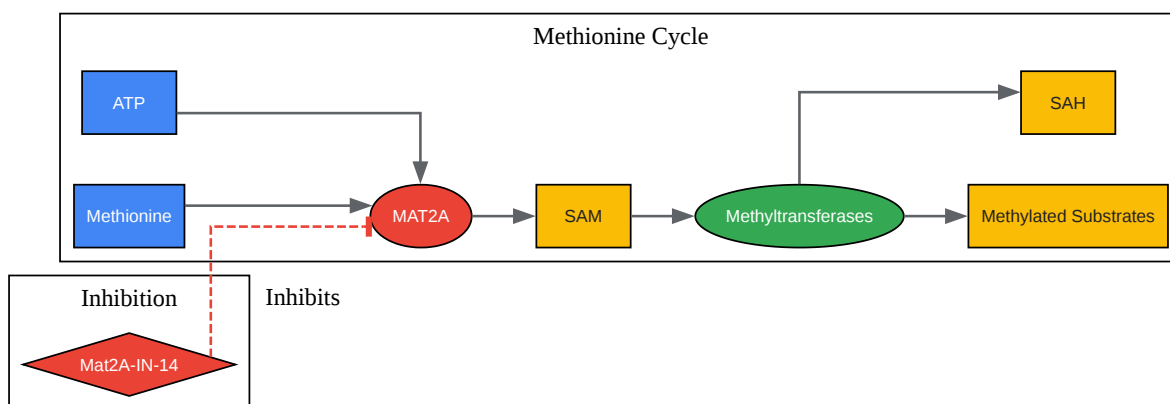 Methionine Cycle
ATP
SAH
Methionine
MAT2A
SAM
Methyltransferases
Methylated Substrates
Inhibition
Inhibits
Mat2A-IN-14